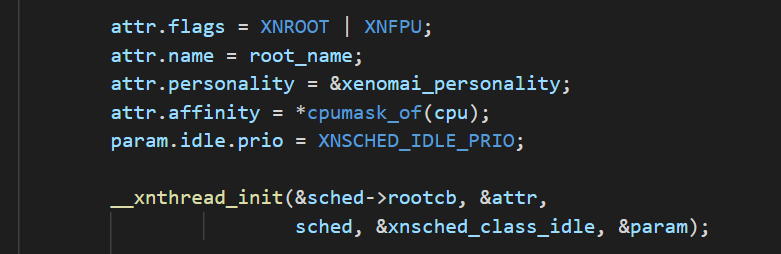 attr.flags = XNROOT | XNFPU;
attr.name = root_name;
attr.personality = &xenomai_personality;
attr.affinity = *cpumask_of(cpu);
param.idle.prio = XNSCHED_IDLE_PRIO;
__xnthread_init(&sched->rootcb, &attr,
sched, &xnsched_class_idle, &param);